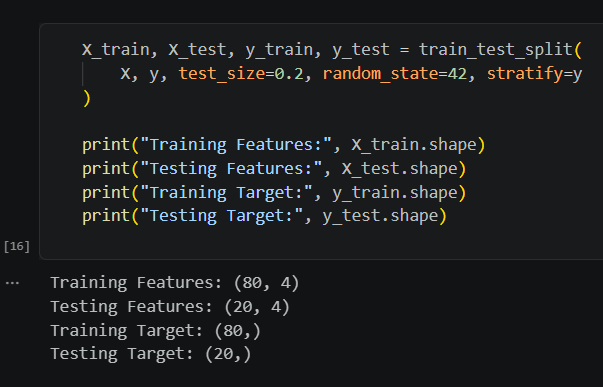 X_train, X_test, y_train, y_test = train_test_split(
    X, y, test_size=0.2, random_state=42, stratify=y
)
print("Training Features:", X_train.shape)
print("Testing Features:", X_test.shape)
print("Training Target:", y_train.shape)
print("Testing Target:", y_test.shape)
[16]
... Training Features: (80, 4)
Testing Features: (20, 4)
Training Target: (80,)
Testing Target: (20,)